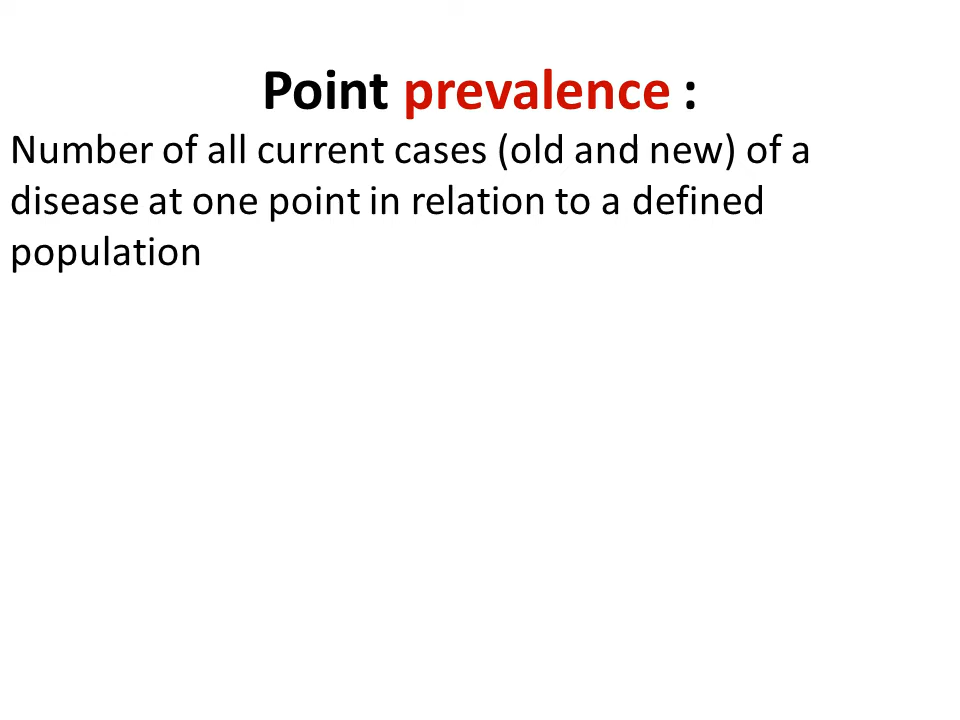 Point prevalence :
Number of all current cases (old and new) of a
disease at one point in relation to a defined
population